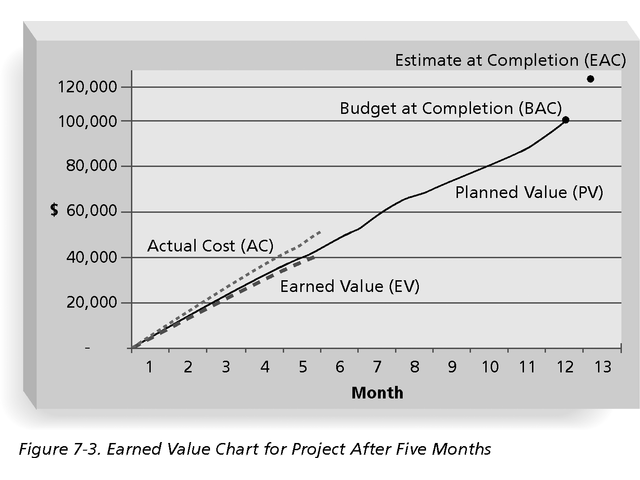 Estimate at Completion (EAC)
120,000
Budget at Completion (BAC)
100,000
80,000
Planned Value (PV)
$ 60,000
Actual Cost (AC)
40,000
Earned Value (EV)
20,000
-
1 2 3 4 5 6 7 8 9 10 11 12 13
Month
Figure 7-3. Earned Value Chart for Project After Five Months